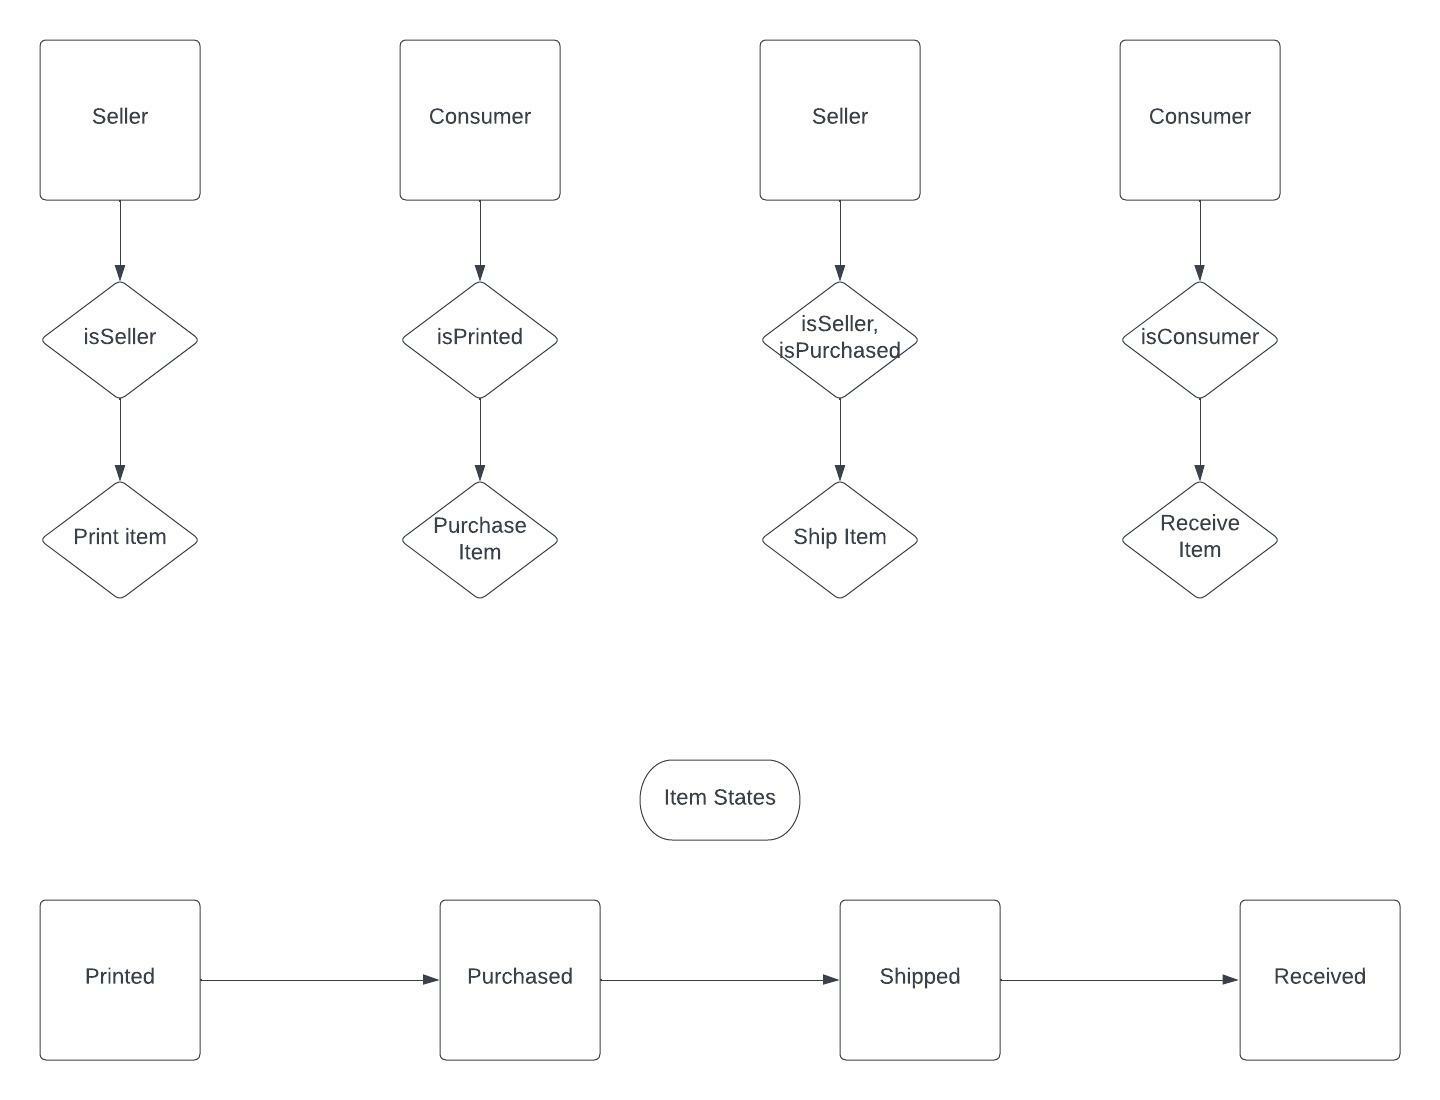 Seller
Consumer
Seller
Consumer
isSeller
isPrinted
isSeller,
isPurchased
isConsumer
Print item
Purchase
Item
Ship Item
Receive
Item
Item States
Printed
Purchased
Shipped
Received